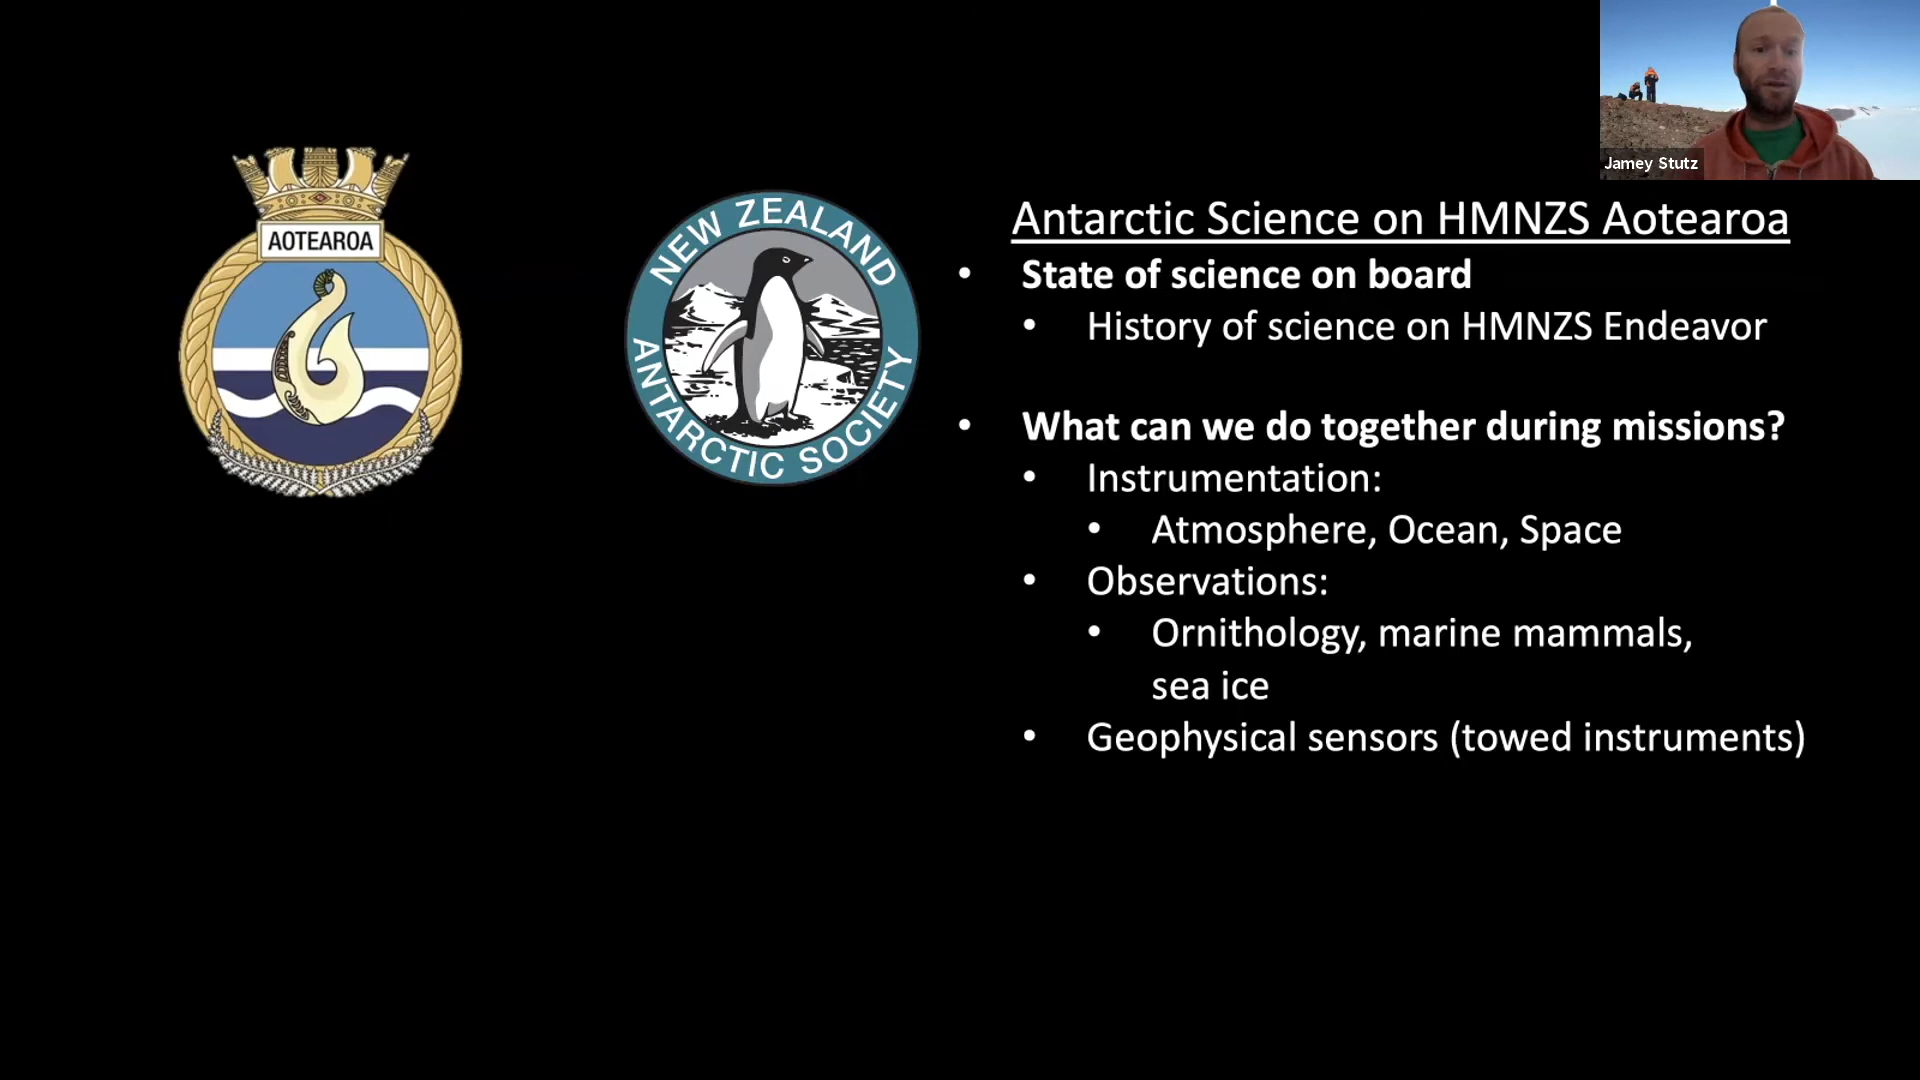 Jamey Stutz
AOTEAROA
NEW ZEALAND
ANTARCTIC SOCIETY
Antarctic Science on HMNZS Aotearoa
• State of science on board
• History of science on HMNZS Endeavor
• What can we do together during missions?
• Instrumentation:
• Atmosphere, Ocean, Space
• Observations:
• Ornithology, marine mammals,
sea ice
• Geophysical sensors (towed instruments)